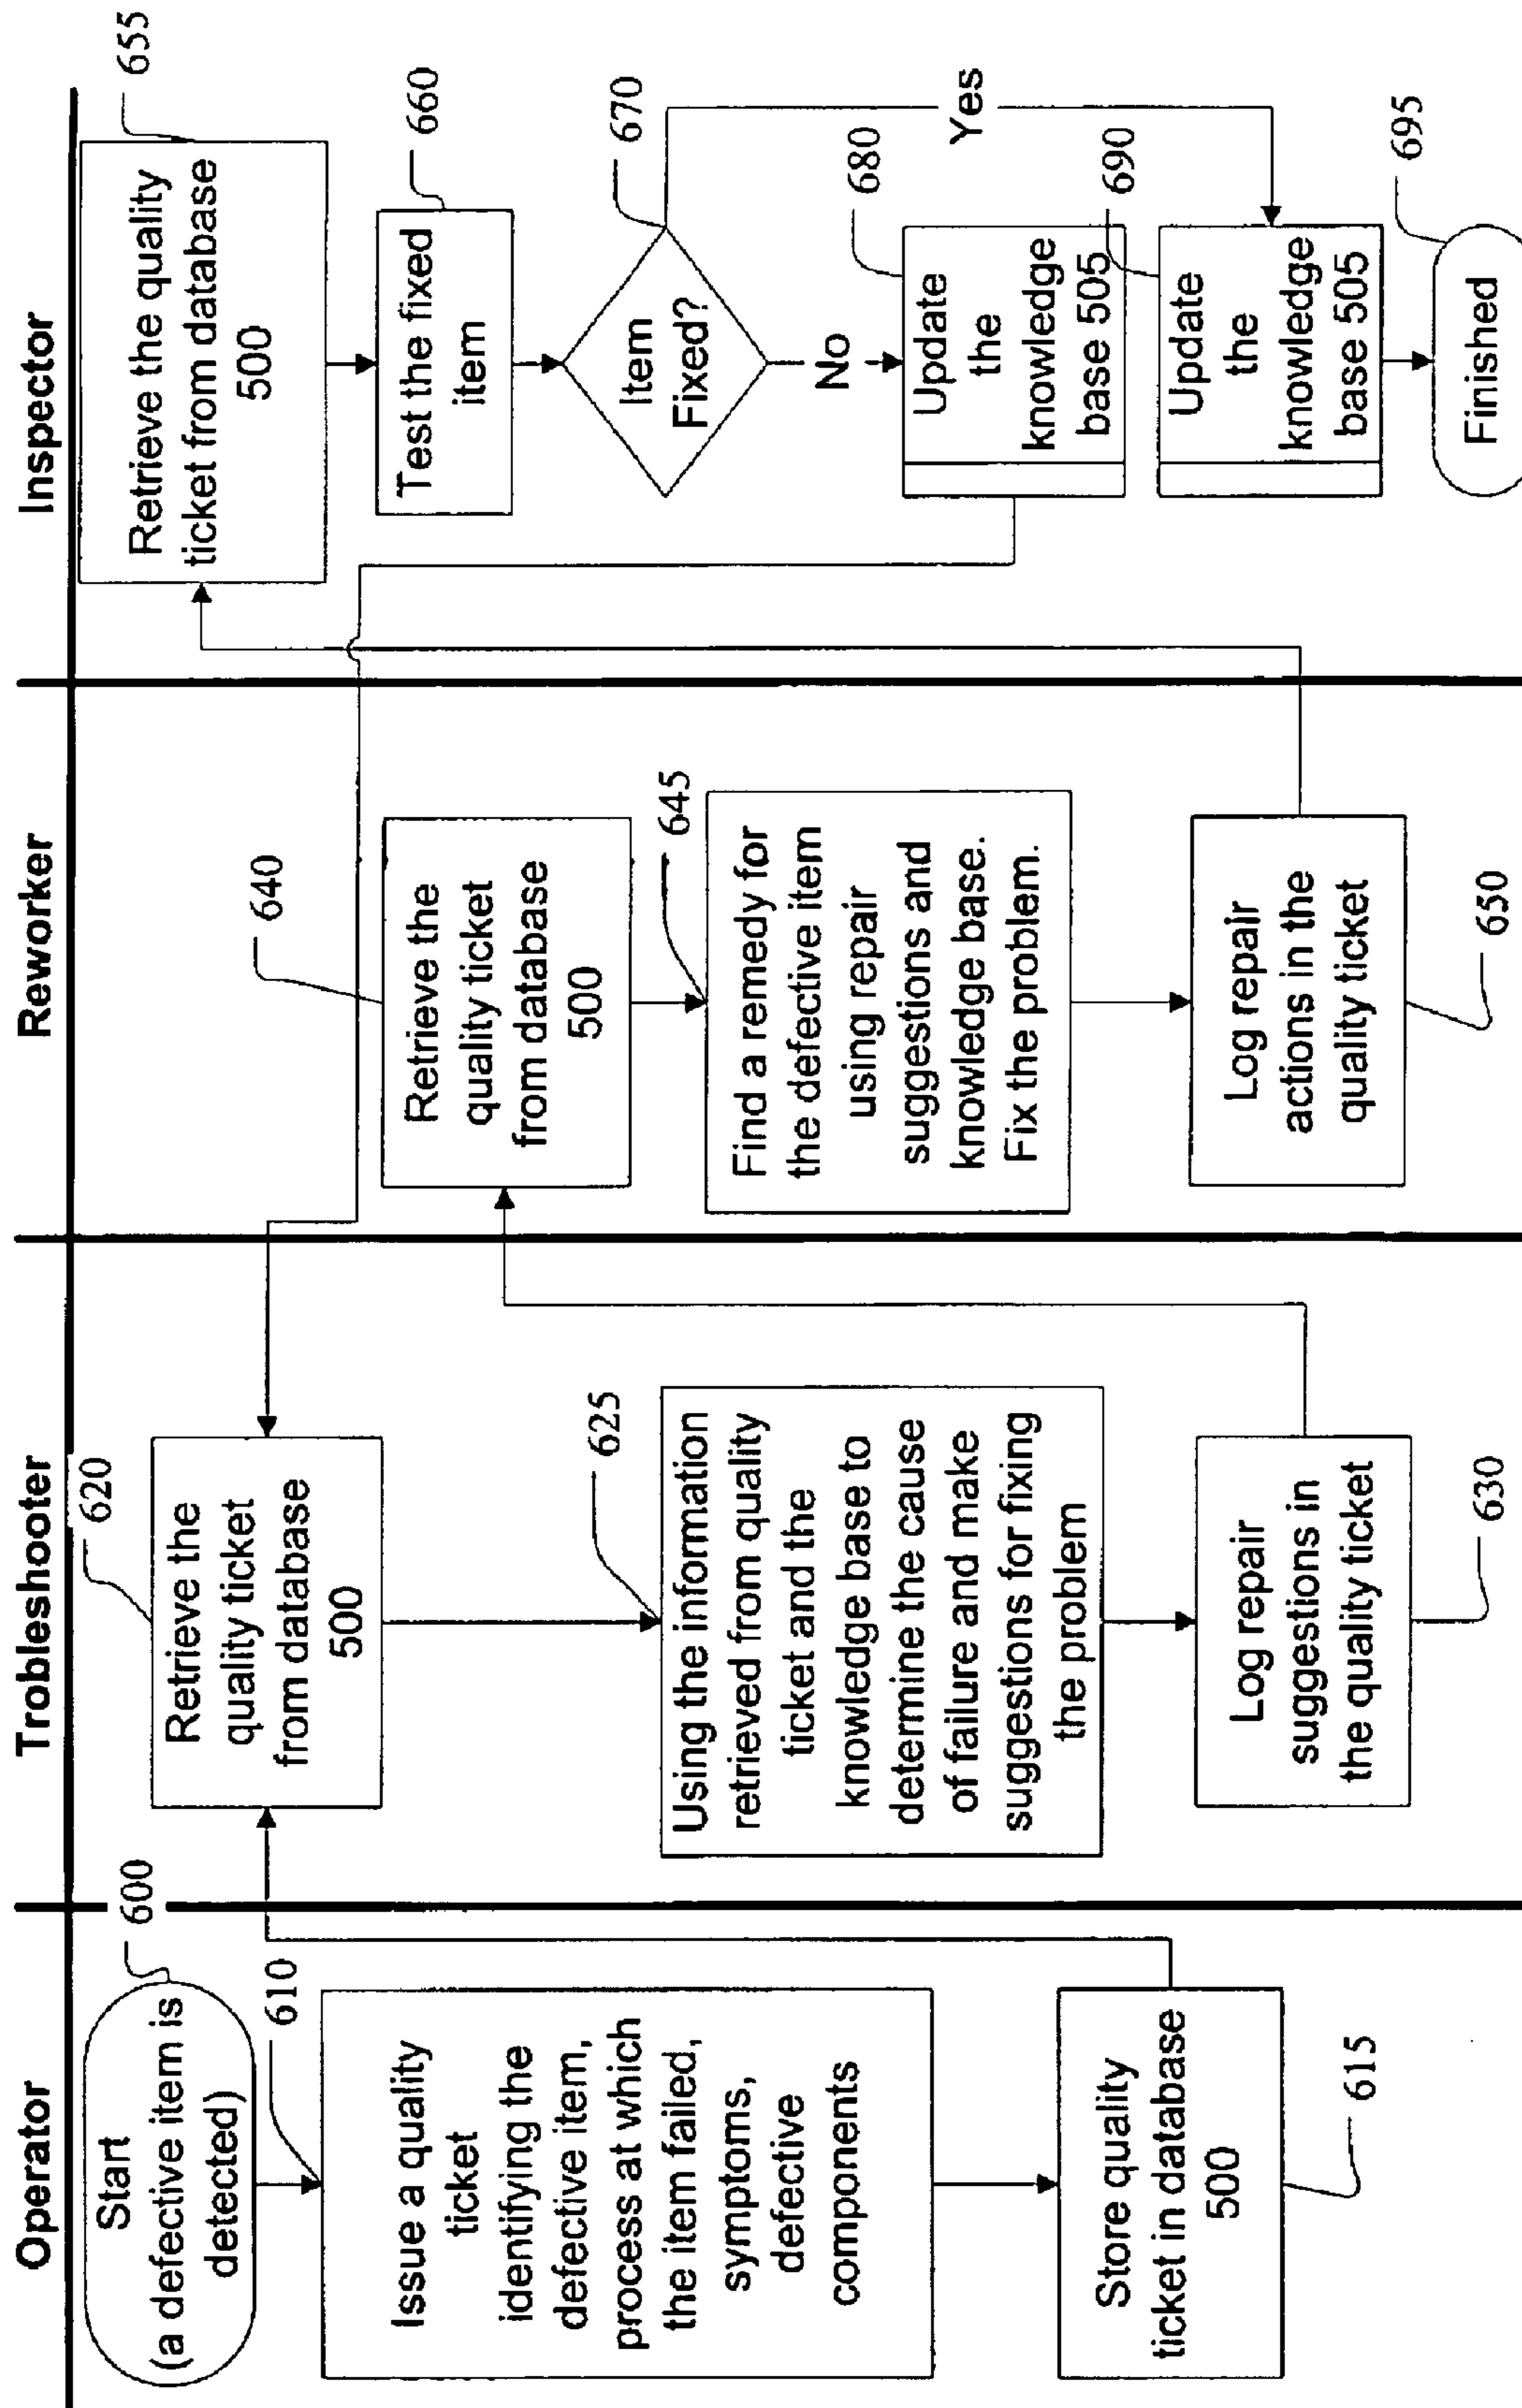 Operator
Trobleshooter
Reworker
Inspector
600
Start
(a defective item is
detected)
610
Issue a quality
ticket
identifying the
defective item,
process at which
the item failed,
symptoms,
defective
components
Store quality
ticket in database
500
615
620
Retrieve the
quality ticket
from database
500
625
Using the information
retrieved from quality
ticket and the
knowledge base to
determine the cause
of failure and make
suggestions for fixing
the problem
Log repair
suggestions in
the quality ticket
630
640
Retrieve the
quality ticket
from database
500
645
Find a remedy for
the defective item
using repair
suggestions and
knowledge base.
Fix the problem.
Log repair
actions in the
quality ticket
650
655
Retrieve the quality
ticket from database
500
660
Test the fixed
item
670
Item
Fixed?
No
Yes
680
Update
the
knowledge
base 505
690
Update
the
knowledge
base 505
695
Finished